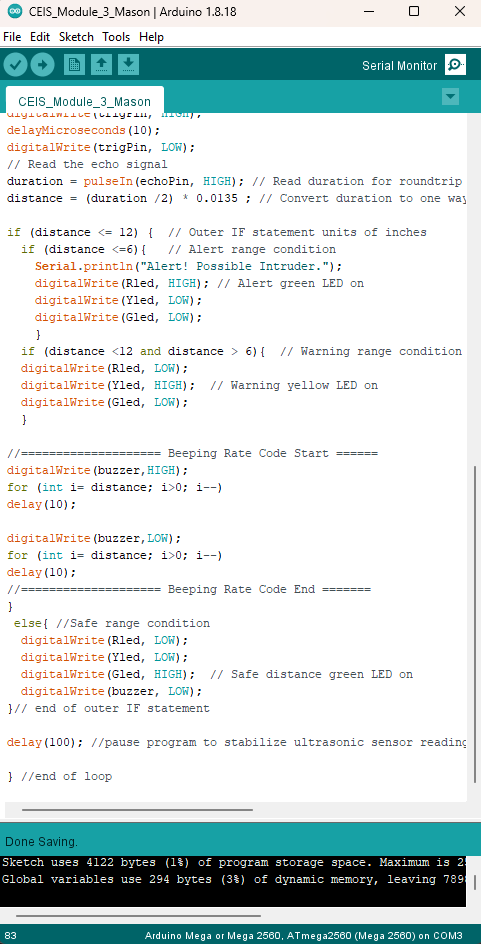 CEIS_Module_3_Mason | Arduino 1.8.18
File Edit Sketch Tools Help
Serial Monitor
CEIS_Module_3_Mason
digitalWrite(trigPin, HIGH);
delayMicroseconds(10);
digitalWrite(trigPin, LOW);
// Read the echo signal
duration = pulseIn(echoPin, HIGH); // Read duration for roundtrip
distance = (duration /2) * 0.0135 ; // Convert duration to one way
if (distance <= 12) {  // Outer IF statement units of inches
if (distance <=6){   // Alert range condition
Serial.println("Alert! Possible Intruder.");
digitalWrite(Rled, HIGH); // Alert green LED on
digitalWrite(Yled, LOW);
digitalWrite(Gled, LOW);
}
if (distance <12 and distance > 6){  // Warning range condition
digitalWrite(Rled, LOW);
digitalWrite(Yled, HIGH);  // Warning yellow LED on
digitalWrite(Gled, LOW);
}
//==================== Beeping Rate Code Start ======
digitalWrite(buzzer,HIGH);
for (int i= distance; i>0; i--)
delay(10);
digitalWrite(buzzer,LOW);
for (int i= distance; i>0; i--)
delay(10);
//==================== Beeping Rate Code End =======
}
else{ //Safe range condition
digitalWrite(Rled, LOW);
digitalWrite(Yled, LOW);
digitalWrite(Gled, HIGH);  // Safe distance green LED on
digitalWrite(buzzer, LOW);
}// end of outer IF statement
delay(100); //pause program to stabilize ultrasonic sensor reading
} //end of loop
Done Saving.
Sketch uses 4122 bytes (1%) of program storage space. Maximum is 25
Global variables use 294 bytes (3%) of dynamic memory, leaving 789
83 Arduino Mega or Mega 2560, ATmega2560 (Mega 2560) on COM3